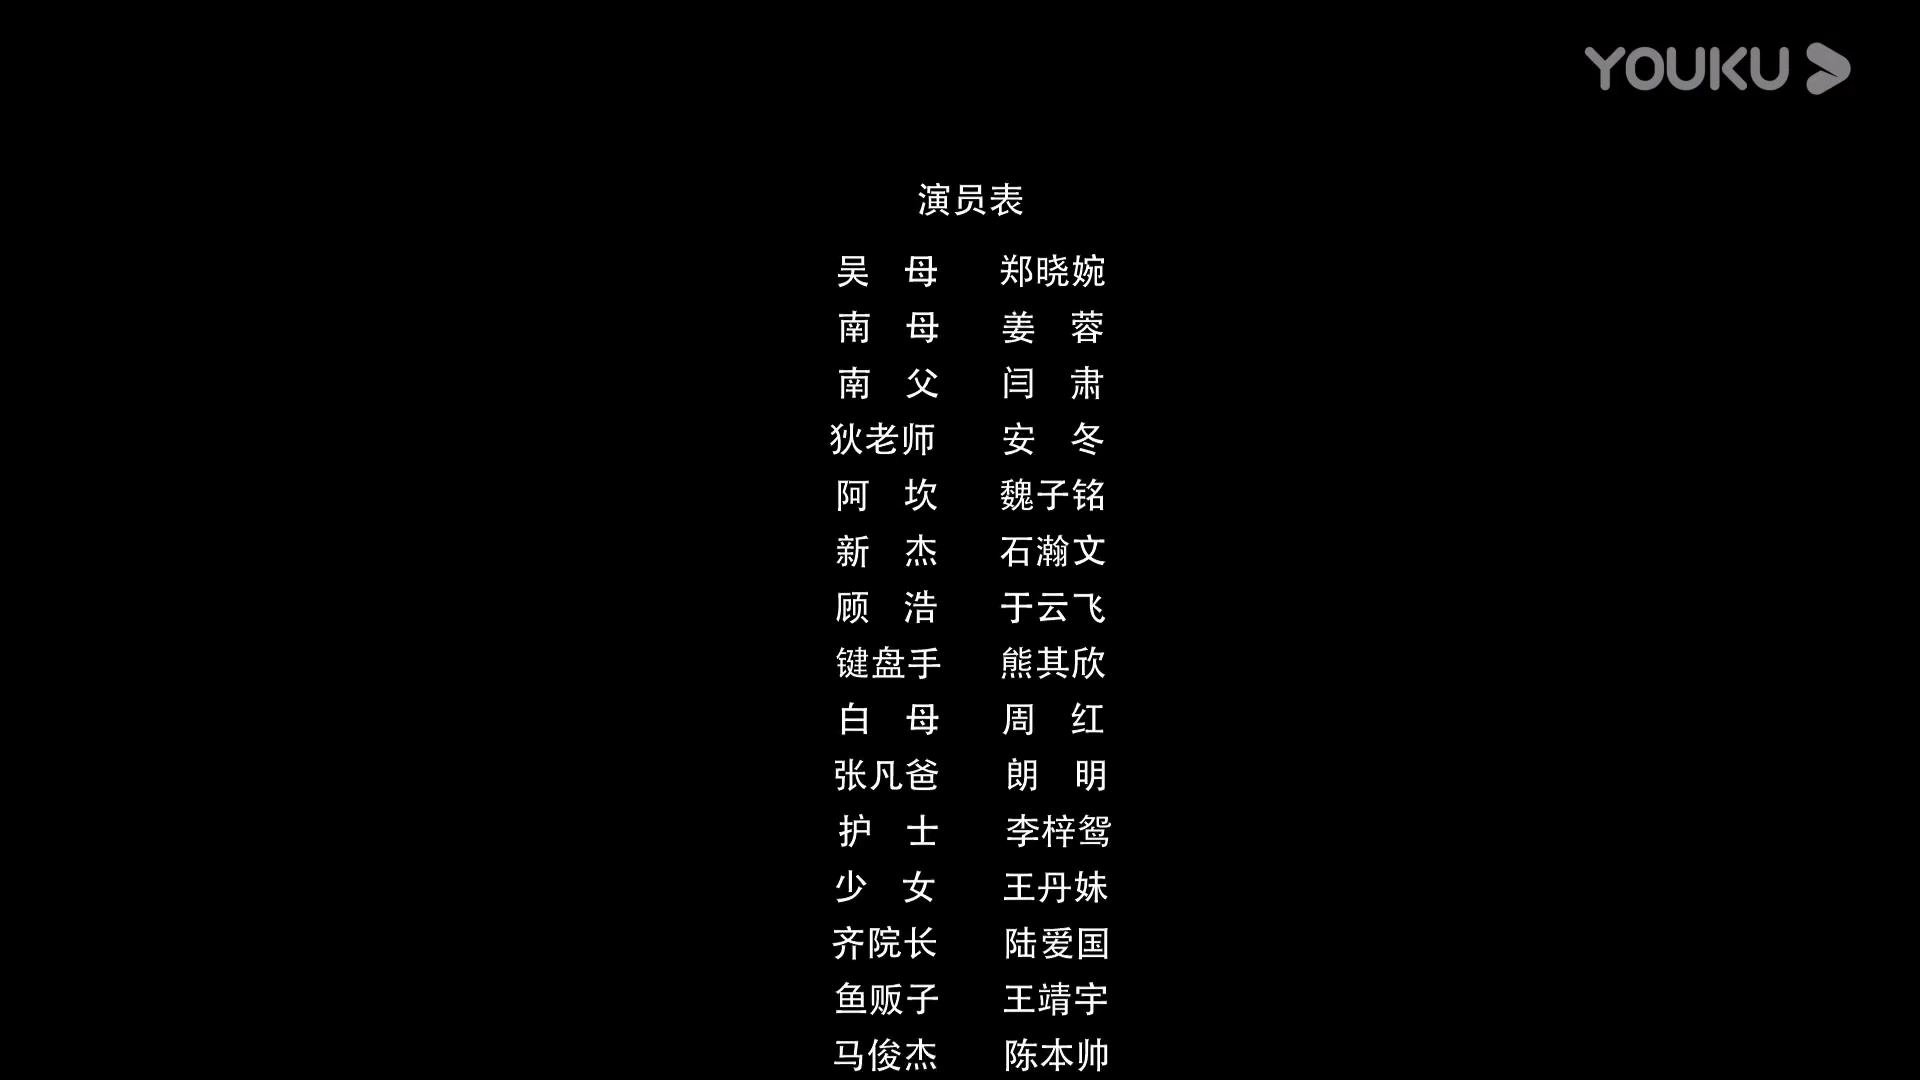 YOUKU
演员表
吴 母 郑晓婉
南 母 姜 蓉
南 父 闫 肃
狄老师 安 冬
阿 坎 魏子铭
新 杰 石瀚文
顾 浩 于云飞
键盘手 熊其欣
白 母 周 红
张凡爸 朗 明
护 士 李梓鸳
少 女 王丹妹
齐院长 陆爱国
鱼贩子 王靖宇
马俊杰 陈本帅